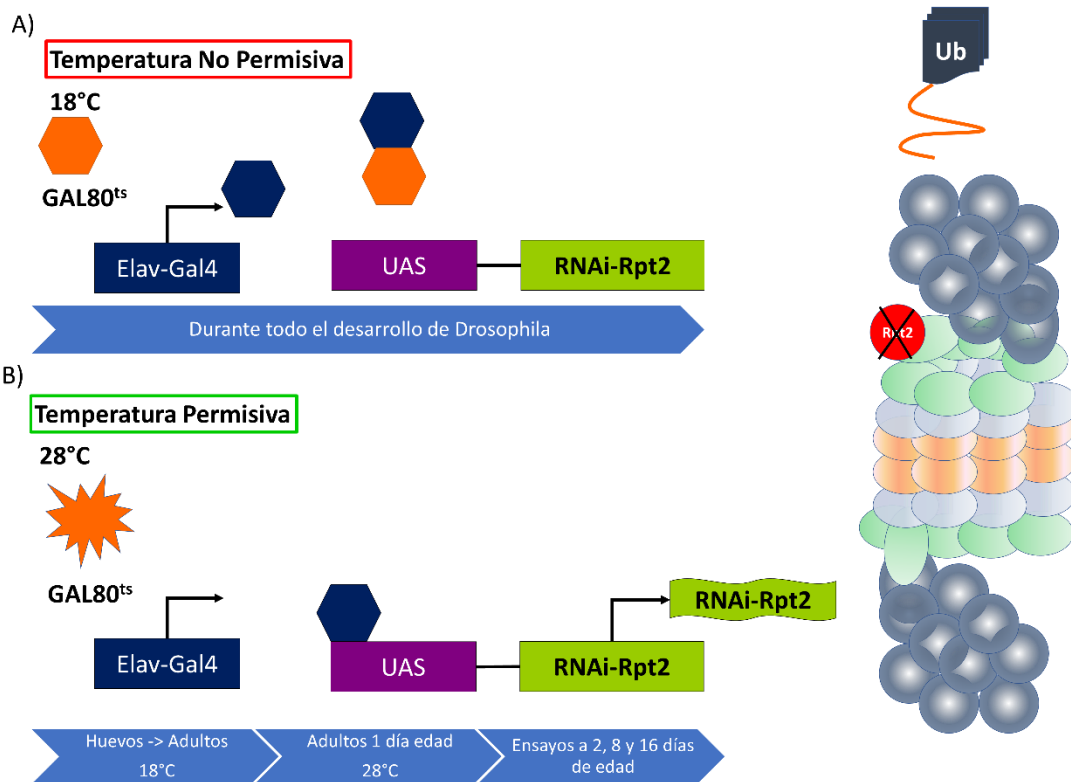 A)
Temperatura No Permisiva
18°C
GAL80ts
Elav-Gal4
UAS
RNAi-Rpt2
Durante todo el desarrollo de Drosophila
B)
Temperatura Permisiva
28°C
GAL80ts
Elav-Gal4
UAS
RNAi-Rpt2
RNAi-Rpt2
Huevos -> Adultos
18°C
Adultos 1 día edad
28°C
Ensayos a 2, 8 y 16 días
de edad
Ub
Rpt2